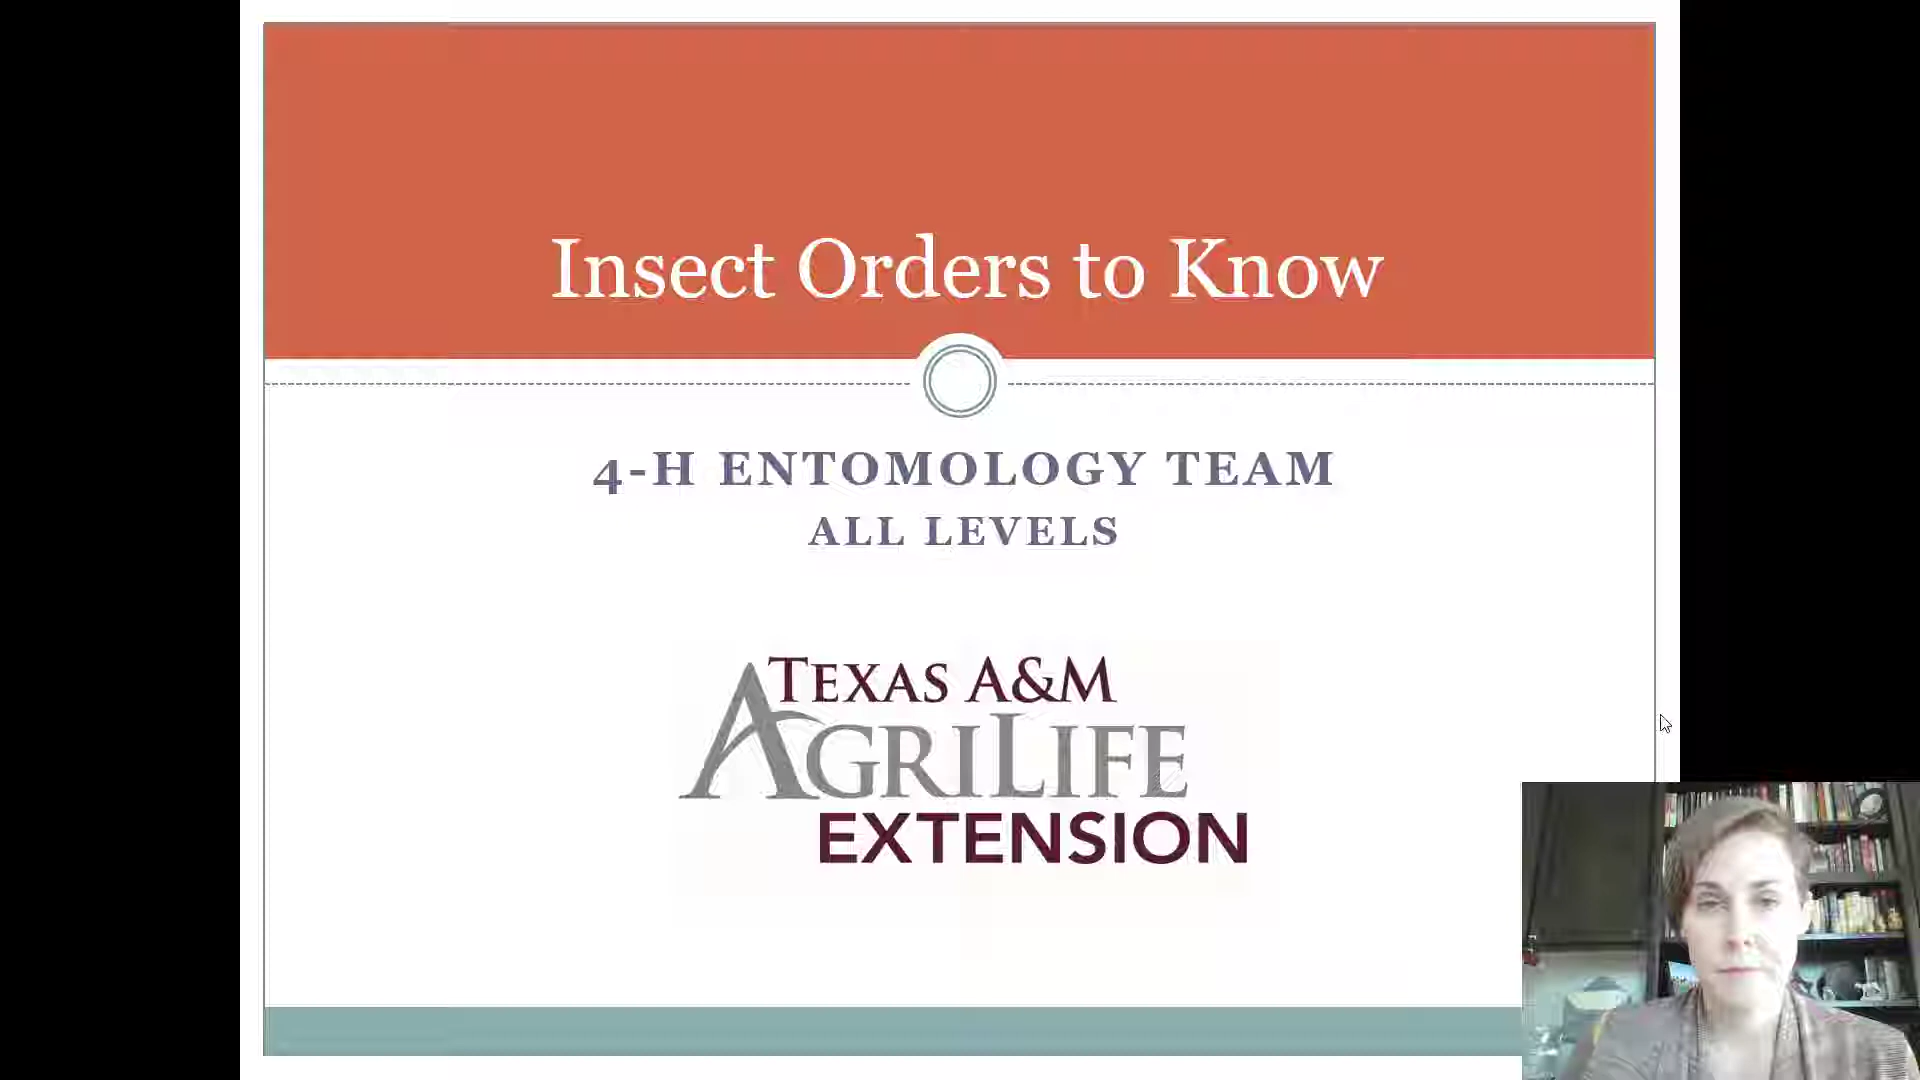 Insect Orders to Know
4-H ENTOMOLOGY TEAM
ALL LEVELS
TEXAS A&M
AGRILIFE
EXTENSION